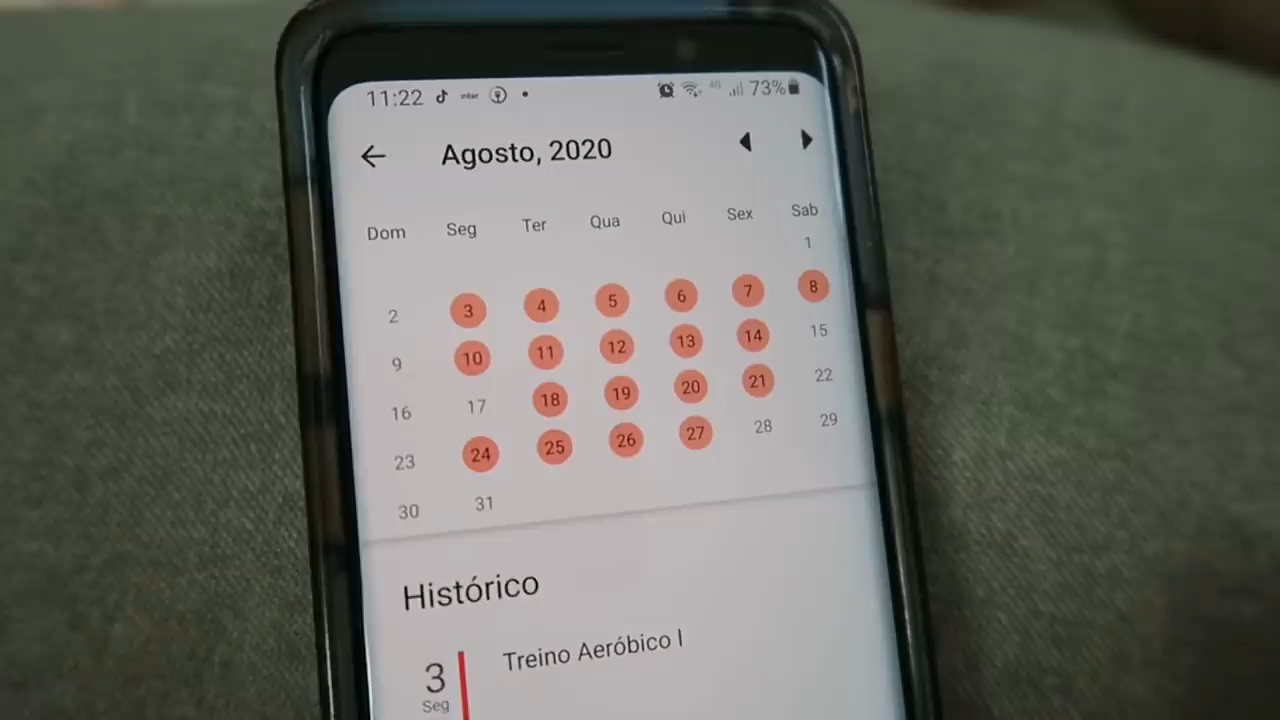 11:22 inter 4G 73%
Agosto, 2020
Dom Seg Ter Qua Qui Sex Sab
1
2 3 4 5 6 7 8
9 10 11 12 13 14 15
16 17 18 19 20 21 22
23 24 25 26 27 28 29
30 31
Histórico
3 Treino Aeróbico I
Seg